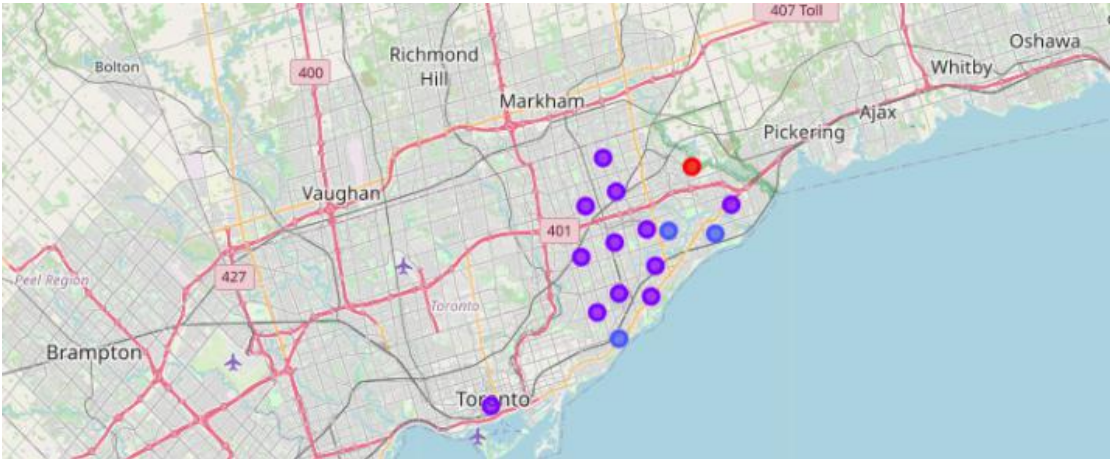 407 Toll
Oshawa
Richmond
Hill
Whitby
Bolton
400
Markham
Ajax
Pickering
Vaughan
401
427
Peel Region
Toronto
Brampton
Toronto